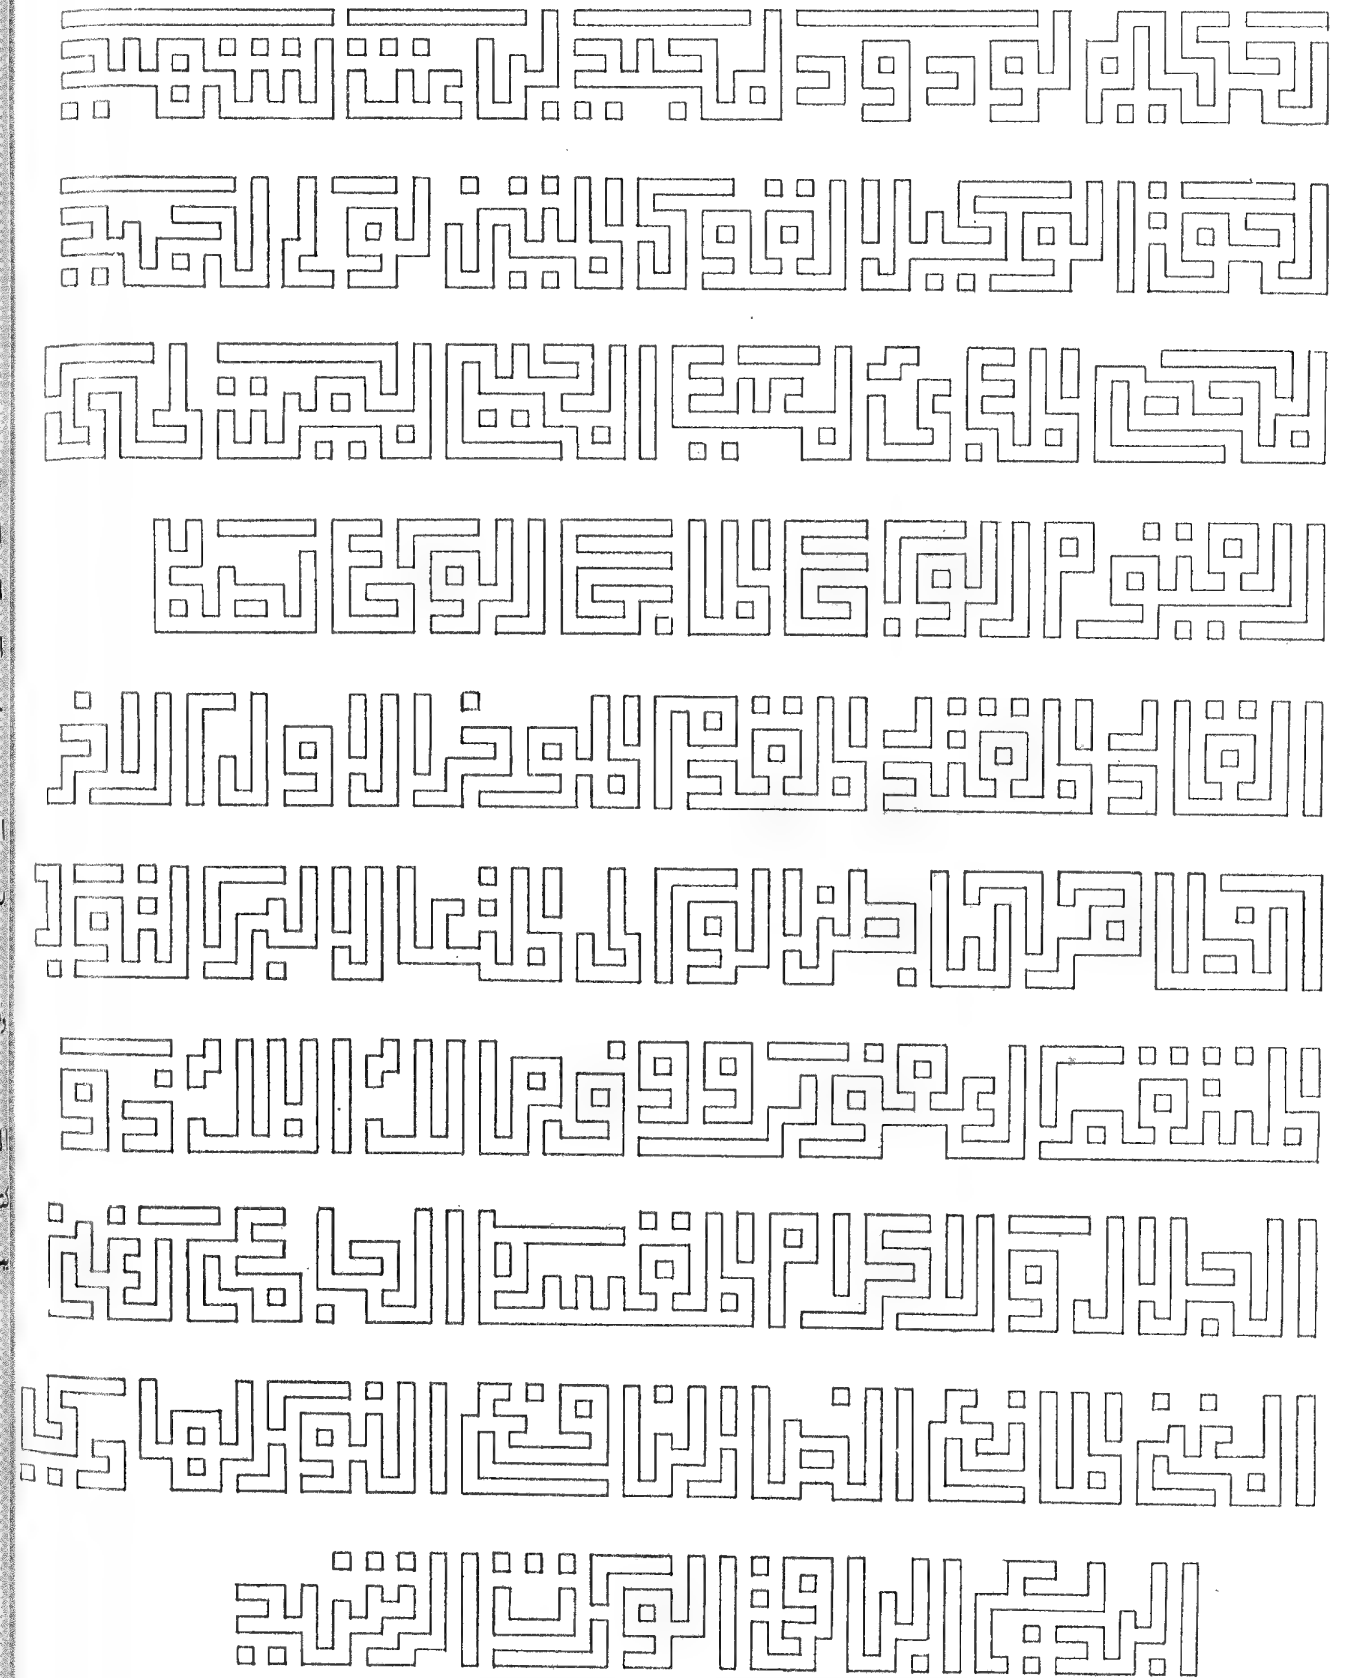 الحكيم الودود المجيد الباعث الشهيد
الحق الوكيل القوي المتين الولي الحميد
المحصي المبدئ المعيد المحيي المميت الحي
القيوم الواجد الماجد الواحد الصمد
القادر المقتدر المقدم المؤخر الاول الاخر
الظاهر الباطن الوالي المتعالي البر التواب
المنتقم العفو الرؤوف مالك الملك ذو
الجلال والاكرام المقسط الجامع الغني
المغني المانع الضار النافع النور الهادي
البديع الباقي الوارث الرشيد